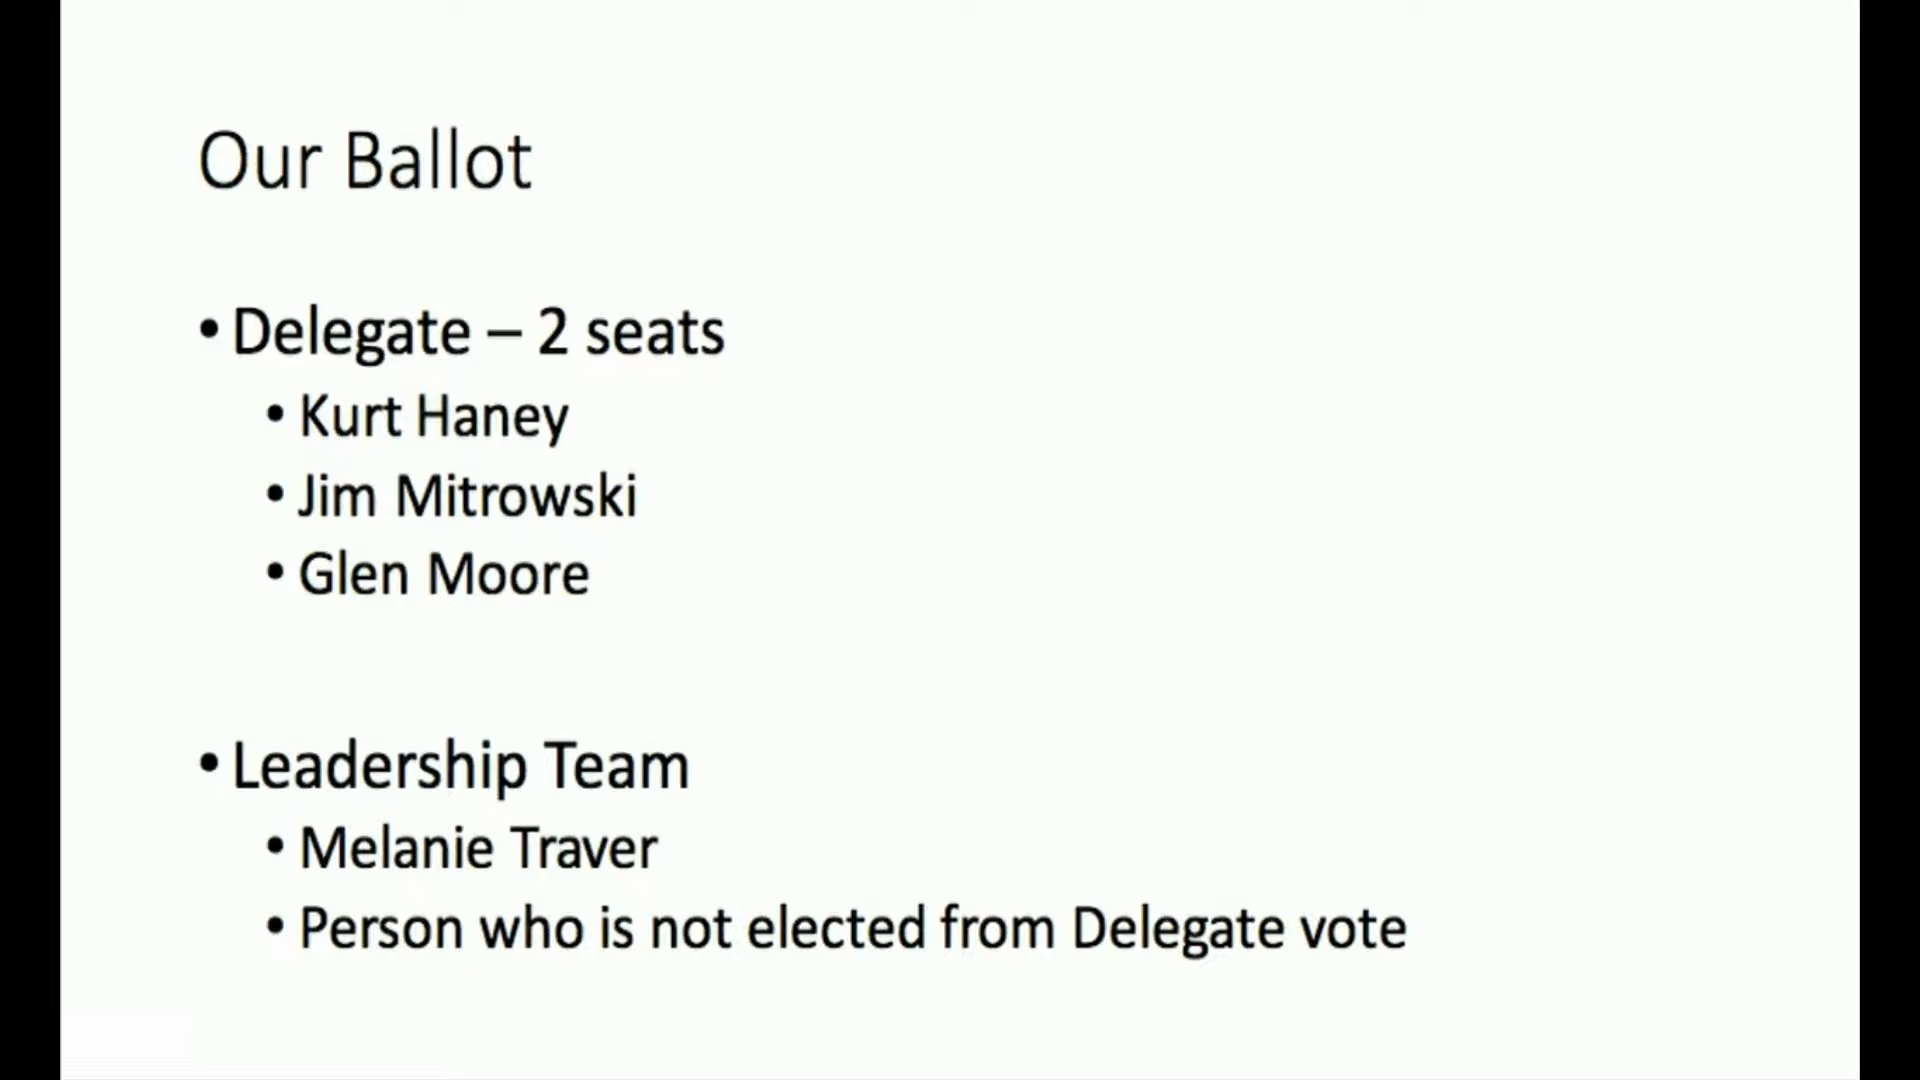 Our Ballot
• Delegate – 2 seats
• Kurt Haney
• Jim Mitrowski
• Glen Moore
• Leadership Team
• Melanie Traver
• Person who is not elected from Delegate vote